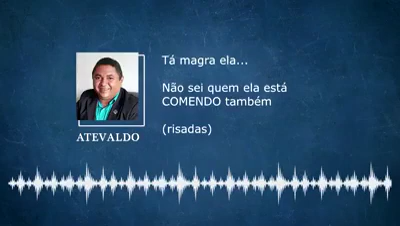 Tá magra ela...
Não sei quem ela está
COMENDO também
(risadas)
ATEVALDO